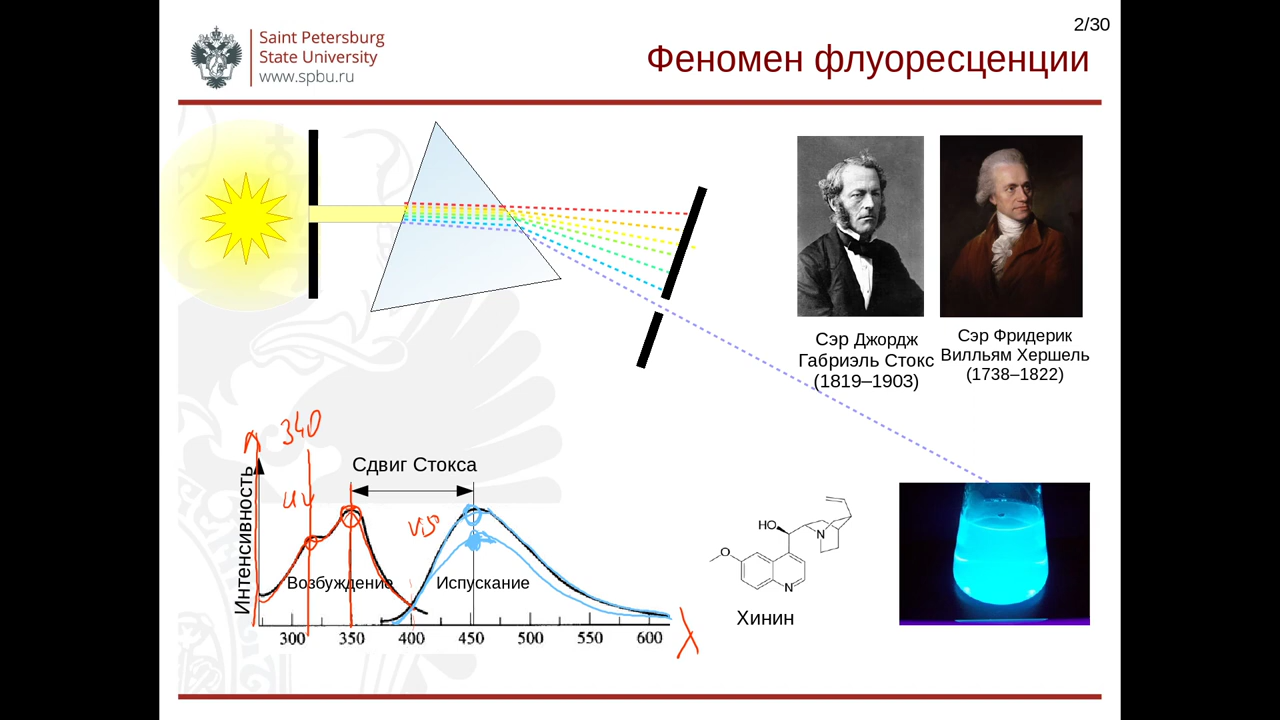 2/30
Saint Petersburg
State University
www.spbu.ru
Феномен флуоресценции
Сэр Джордж
Габриэль Стокс
(1819–1903)
Сэр Фридерик
Вилльям Хершель
(1738–1822)
340
Сдвиг Стокса
Интенсивность
uv
vis
Возбуждение
Испускание
300 350 400 450 500 550 600
λ
HO
N
O
N
Хинин